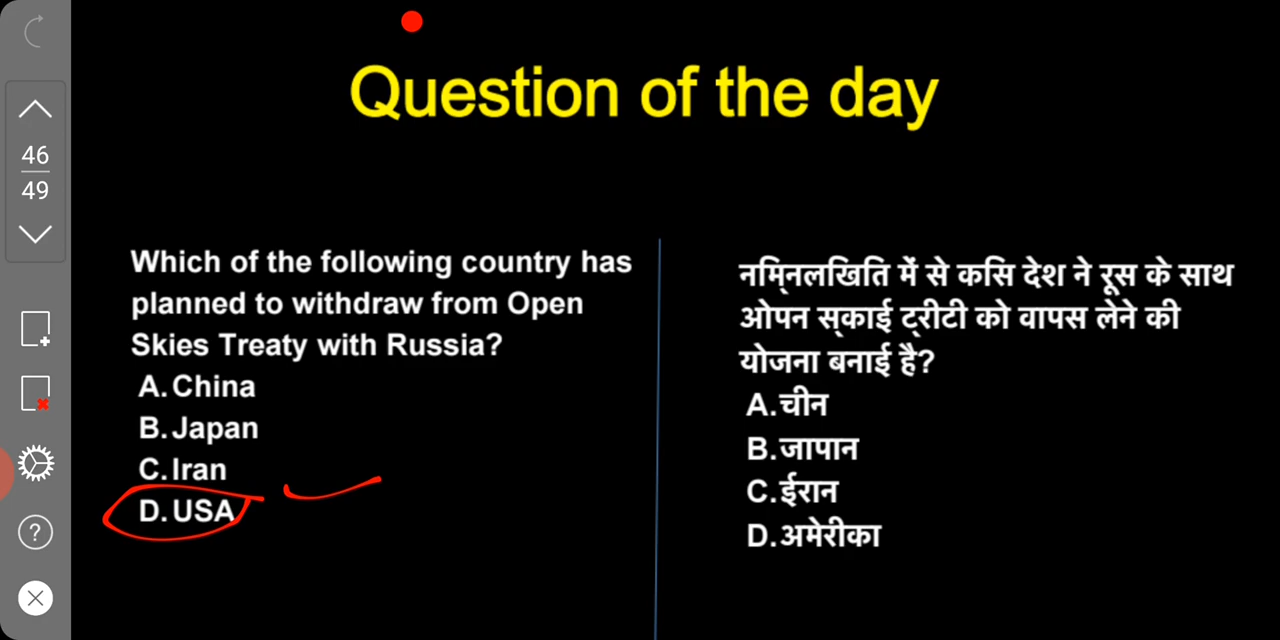 Question of the day
46
49
Which of the following country has
planned to withdraw from Open
Skies Treaty with Russia?
A. China
B. Japan
C. Iran
D. USA
नमि्नलखिति में से कसि देश ने रूस के साथ
ओपन स्काई ट्रीटी को वापस लेने की
योजना बनाई है?
A.चीन
B.जापान
C.ईरान
D.अमेरीका